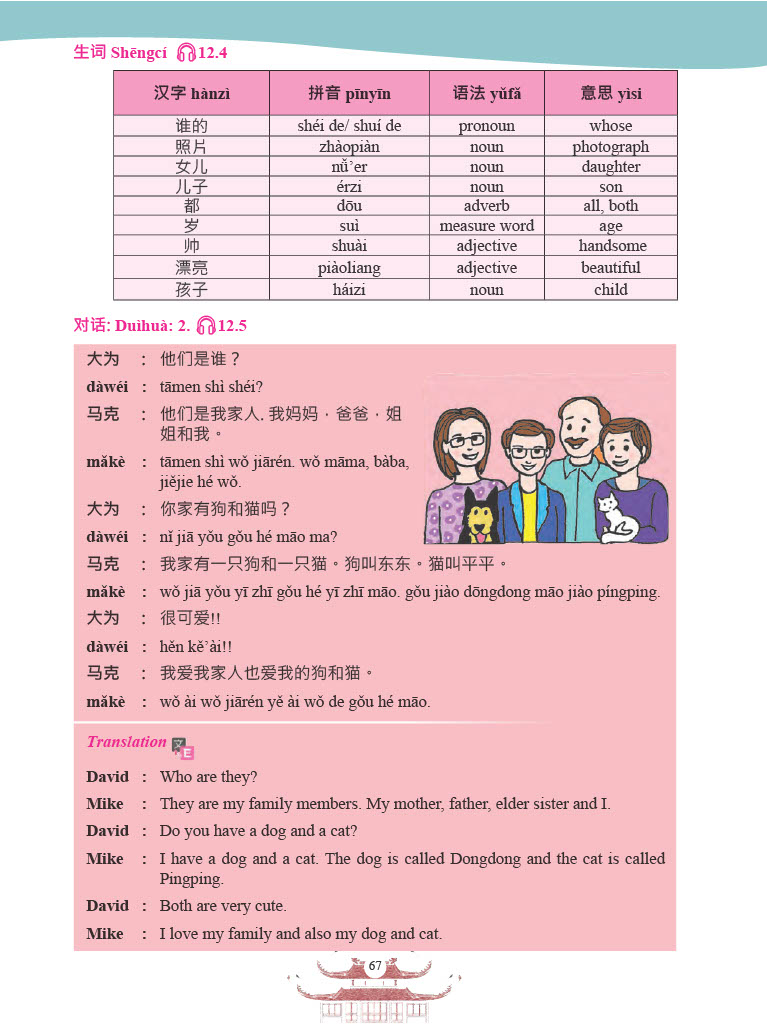 生词 Shēngcí 12.4
汉字 hànzì 拼音 pīnyīn 语法 yǔfǎ 意思 yìsi
谁的 shéi de/ shuí de pronoun whose
照片 zhàopiàn noun photograph
女儿 nǚ’er noun daughter
儿子 érzi noun son
都 dōu adverb all, both
岁 suì measure word age
帅 shuài adjective handsome
漂亮 piàoliang adjective beautiful
孩子 háizi noun child
对话: Duìhuà: 2. 12.5
大为 : 他们是谁？
dàwéi : tāmen shì shéi?
马克 : 他们是我家人. 我妈妈，爸爸，姐
姐和我。
mǎkè : tāmen shì wǒ jiārén. wǒ māma, bàba,
jiějie hé wǒ.
大为 : 你家有狗和猫吗？
dàwéi : nǐ jiā yǒu gǒu hé māo ma?
马克 : 我家有一只狗和一只猫。狗叫东东。猫叫平平。
mǎkè : wǒ jiā yǒu yī zhī gǒu hé yī zhī māo. gǒu jiào dōngdong māo jiào píngping.
大为 : 很可爱!!
dàwéi : hěn kě’ài!!
马克 : 我爱我家人也爱我的狗和猫。
mǎkè : wǒ ài wǒ jiārén yě ài wǒ de gǒu hé māo.
Translation 文 E
David : Who are they?
Mike : They are my family members. My mother, father, elder sister and I.
David : Do you have a dog and a cat?
Mike : I have a dog and a cat. The dog is called Dongdong and the cat is called
Pingping.
David : Both are very cute.
Mike : I love my family and also my dog and cat.
67